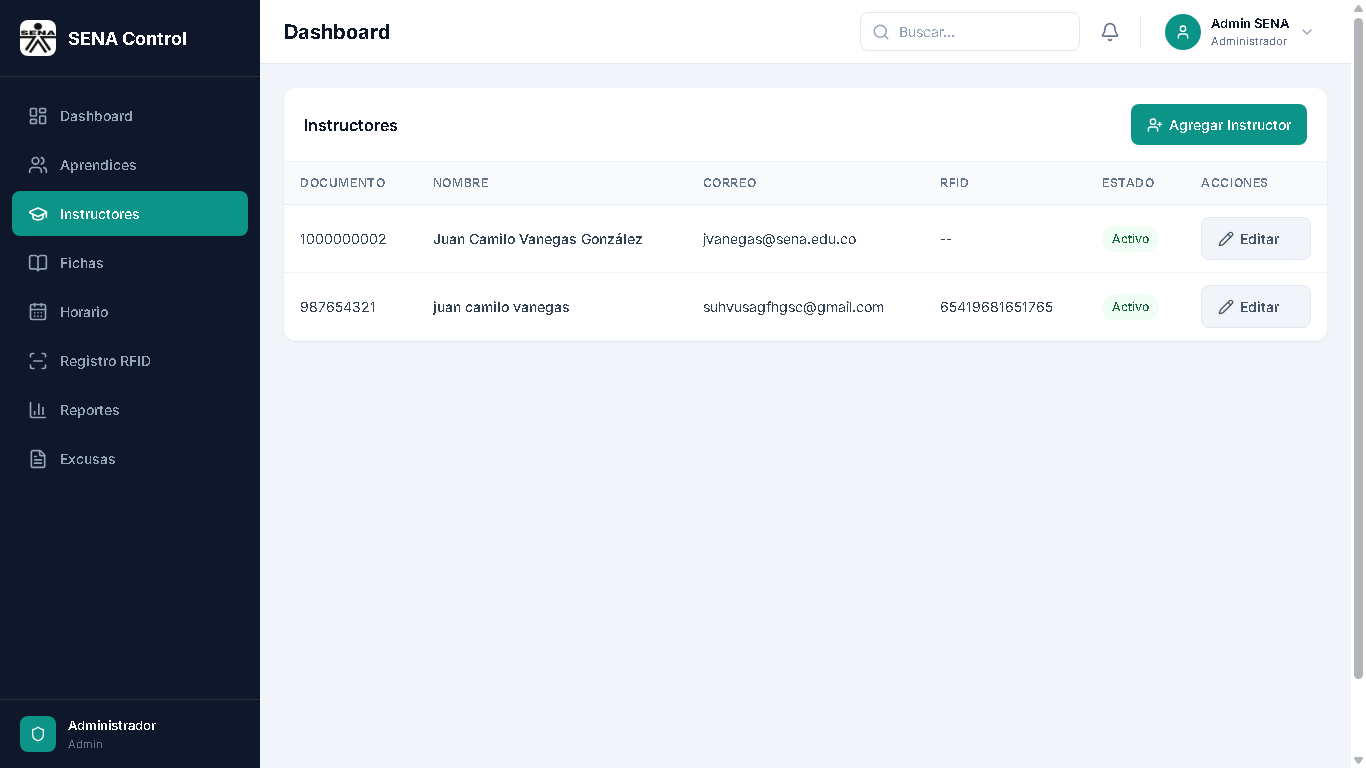 SENA
SENA Control
Dashboard
Aprendices
Instructores
Fichas
Horario
Registro RFID
Reportes
Excusas
Administrador
Admin
Dashboard
Buscar...
Admin SENA
Administrador
Instructores
Agregar Instructor
DOCUMENTO NOMBRE CORREO RFID ESTADO ACCIONES
1000000002 Juan Camilo Vanegas González jvanegas@sena.edu.co -- Activo Editar
987654321 juan camilo vanegas suhvusagfhgsc@gmail.com 65419681651765 Activo Editar